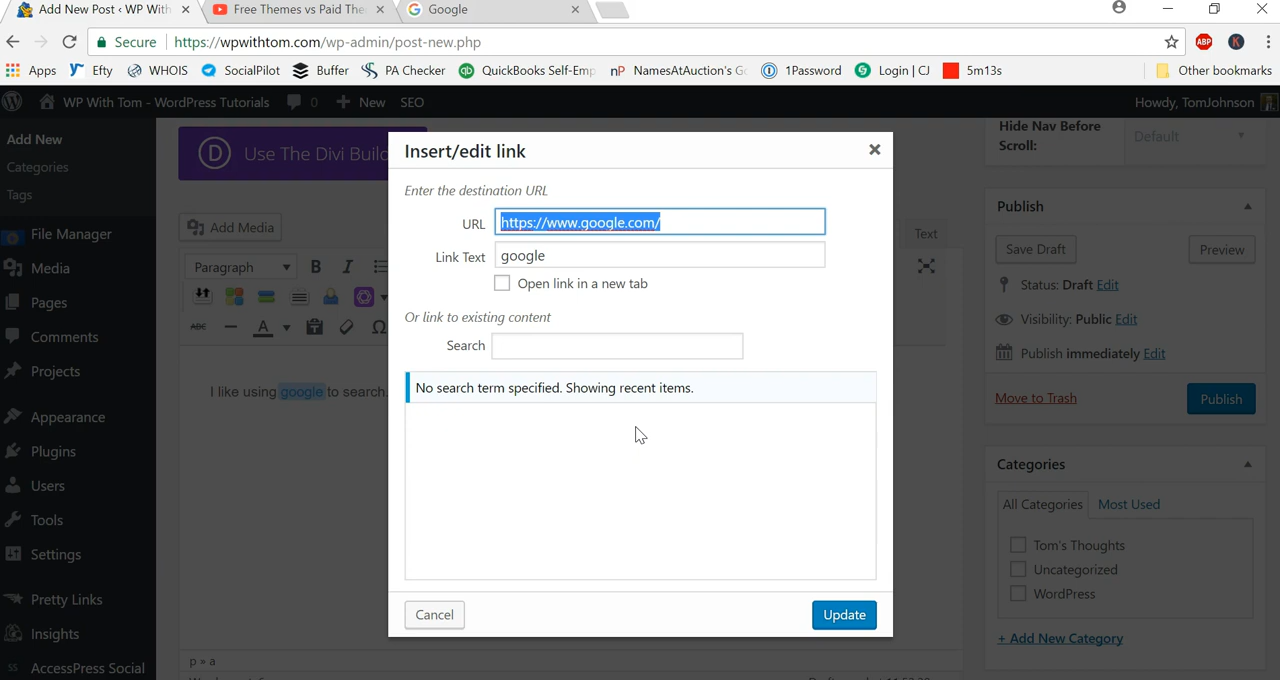 Add New Post ‹ WP With
Free Themes vs Paid The
Google
Secure
https://wpwithtom.com/wp-admin/post-new.php
ABP
K
Apps
Efty
WHOIS
SocialPilot
Buffer
PA Checker
QuickBooks Self-Emp
nP
NamesAtAuction's G
1Password
Login | CJ
5m13s
Other bookmarks
WP With Tom - WordPress Tutorials
0
New
SEO
Howdy, TomJohnson
Add New
Categories
Tags
File Manager
Media
Pages
Comments
Projects
Appearance
Plugins
Users
Tools
Settings
Pretty Links
Insights
AccessPress Social
D
Use The Divi Build
Add Media
Text
Paragraph
B
I
ABC
A
Ω
I like using google to search.
p » a
Insert/edit link
Enter the destination URL
URL
https://www.google.com/
Link Text
google
Open link in a new tab
Or link to existing content
Search
No search term specified. Showing recent items.
Cancel
Update
Hide Nav Before
Scroll:
Default
Publish
Save Draft
Preview
Status: Draft Edit
Visibility: Public Edit
Publish immediately Edit
Move to Trash
Publish
Categories
All Categories
Most Used
Tom's Thoughts
Uncategorized
WordPress
+ Add New Category